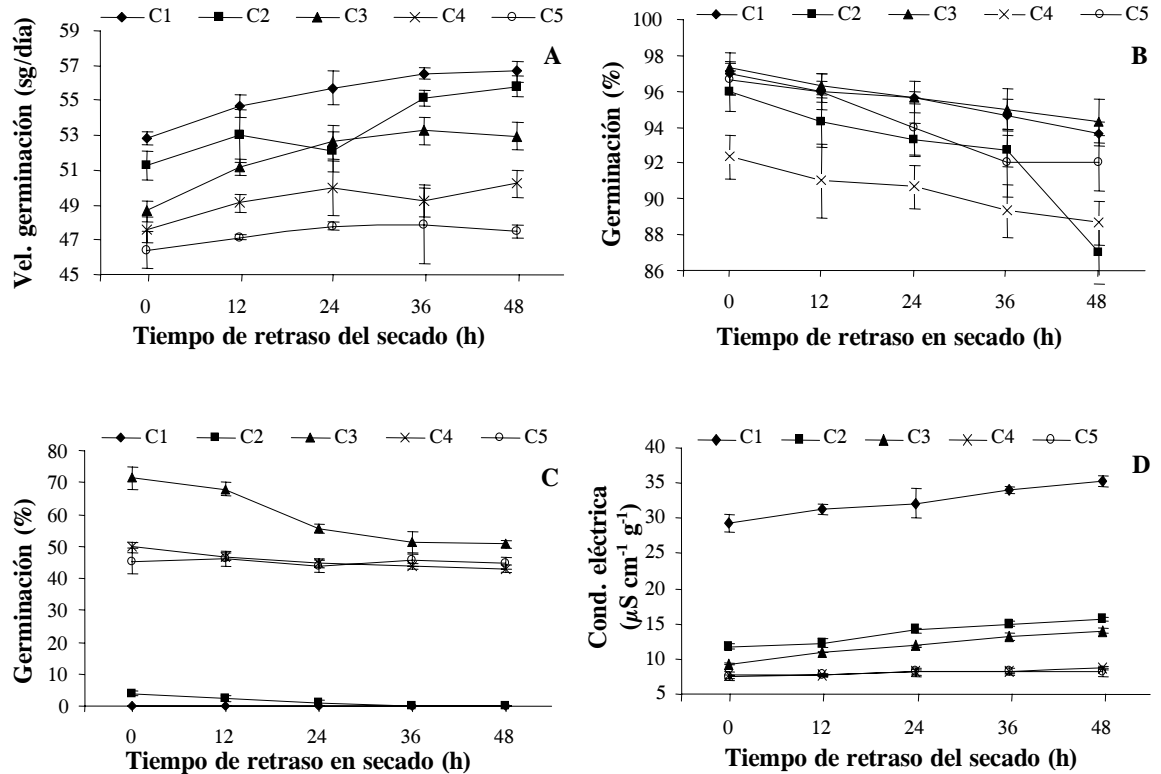 C1 C2 C3 C4 C5
A
Vel. germinación (sg/día)
59
57
55
53
51
49
47
45
0 12 24 36 48
Tiempo de retraso del secado (h)
C1 C2 C3 C4 C5
B
Germinación (%)
100
98
96
94
92
90
88
86
0 12 24 36 48
Tiempo de retraso en secado (h)
C1 C2 C3 C4 C5
C
Germinación (%)
80
70
60
50
40
30
20
10
0
0 12 24 36 48
Tiempo de retraso en secado (h)
C1 C2 C3 C4 C5
D
Cond. eléctrica
(µS cm⁻¹ g⁻¹)
40
35
30
25
20
15
10
5
0 12 24 36 48
Tiempo de retraso del secado (h)